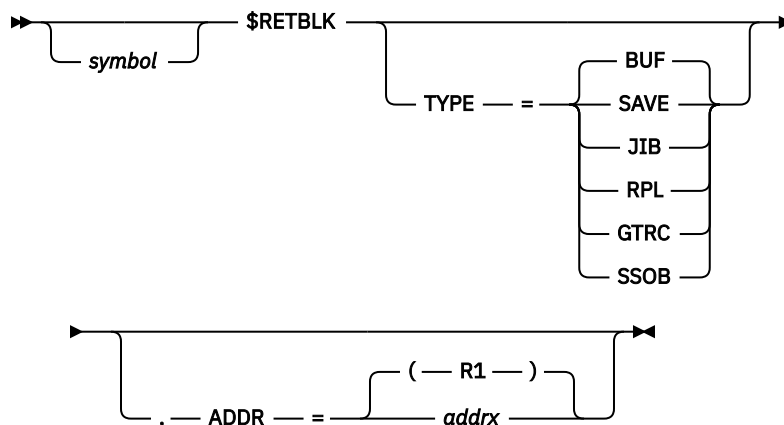 $RETBLK
symbol
BUF
TYPE = SAVE
JIB
RPL
GTRC
SSOB
( R1 )
. ADDR = addrx